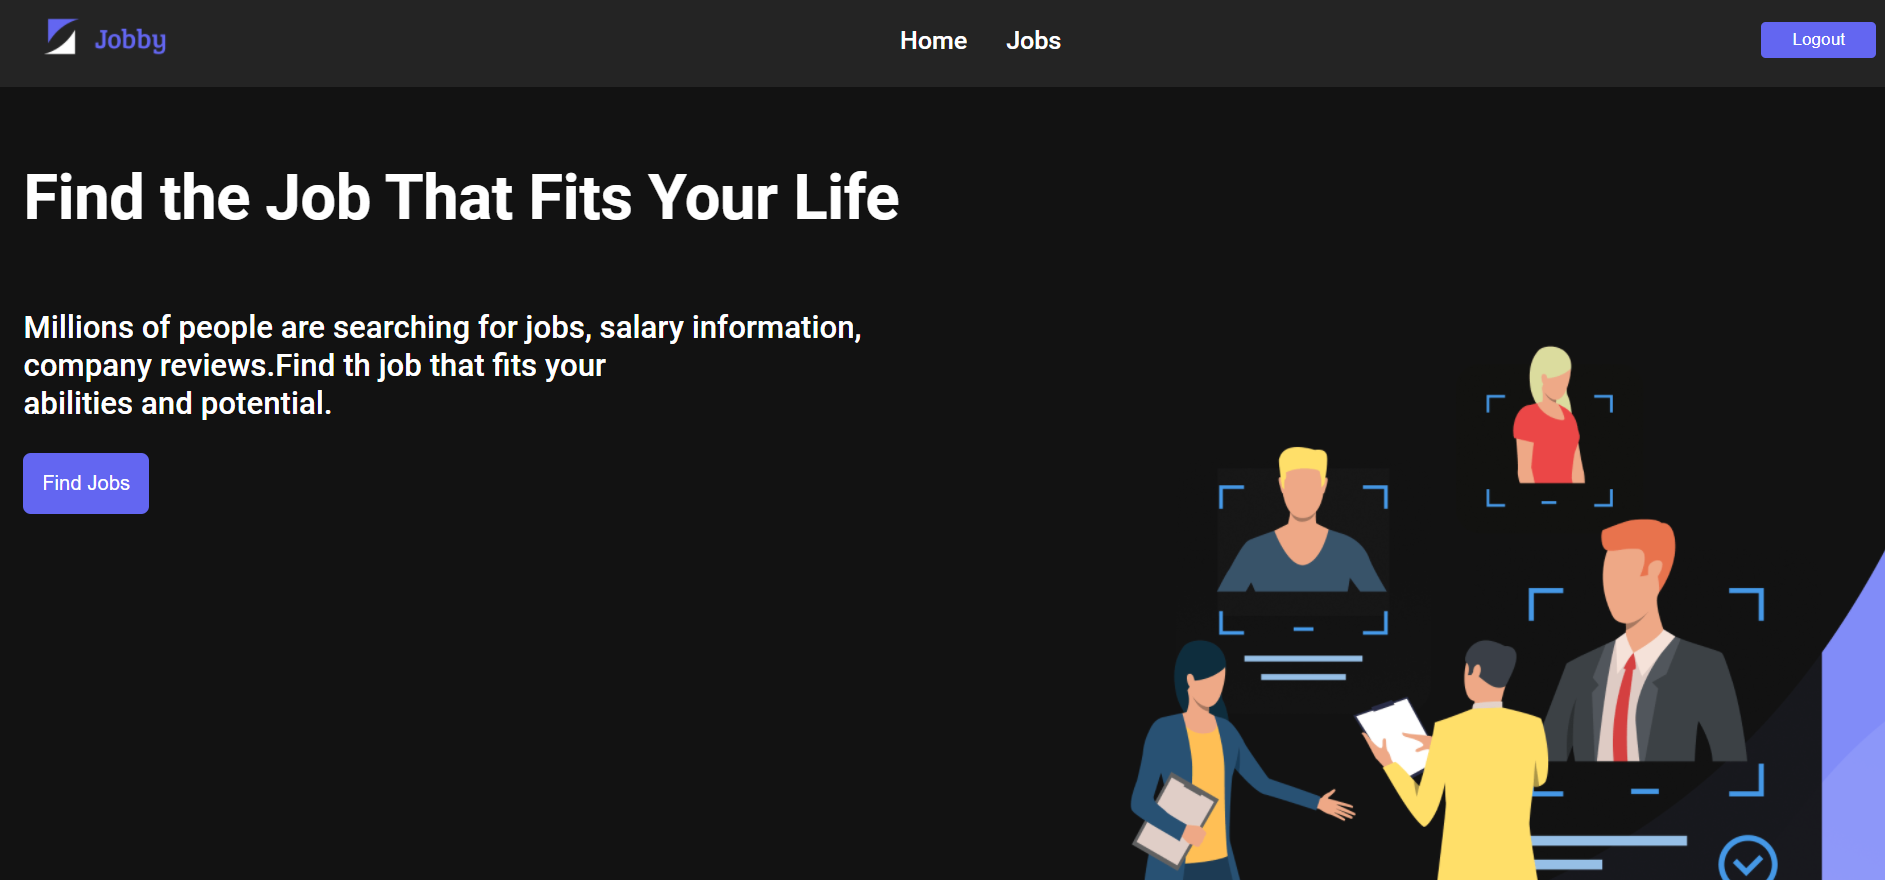 Jobby
Home
Jobs
Logout
Find the Job That Fits Your Life
Millions of people are searching for jobs, salary information,
company reviews.Find th job that fits your
abilities and potential.
Find Jobs